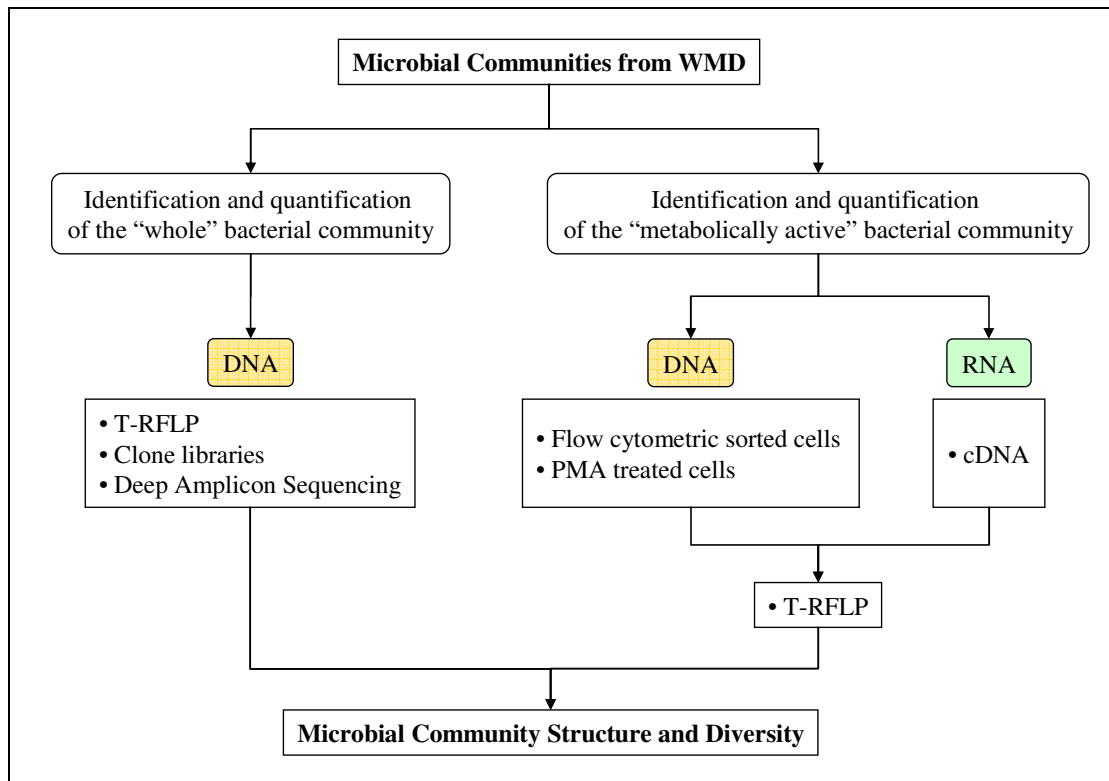 Microbial Communities from WMD
Identification and quantification
of the “whole” bacterial community
Identification and quantification
of the “metabolically active” bacterial community
DNA
DNA
RNA
• T-RFLP
• Clone libraries
• Deep Amplicon Sequencing
• Flow cytometric sorted cells
• PMA treated cells
• cDNA
• T-RFLP
Microbial Community Structure and Diversity